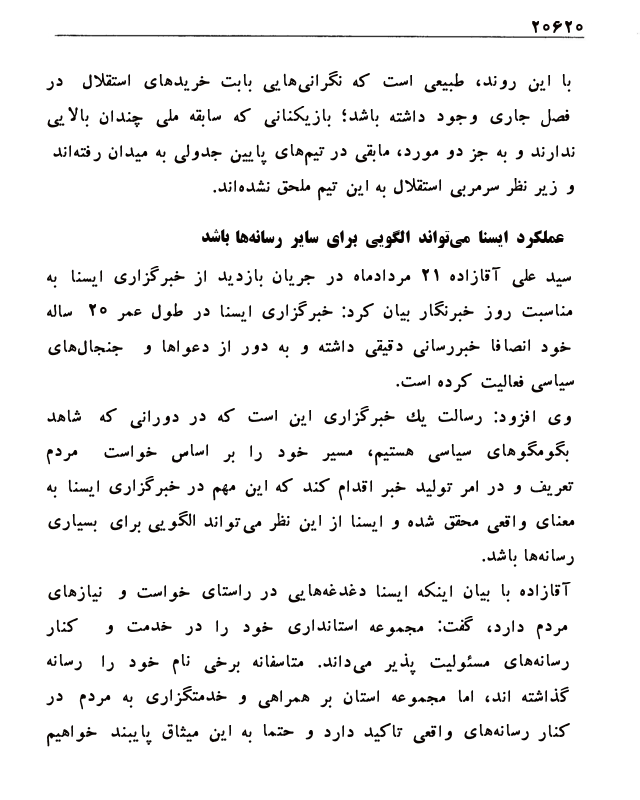 ۲۰۶۲۰
با این روند، طبیعی است که نگرانی‌هایی بابت خریدهای استقلال در
فصل جاری وجود داشته باشد؛ بازیکنانی که سابقه ملی چندان بالایی
ندارند و به جز دو مورد، مابقی در تیم‌های پایین جدولی به میدان رفته‌اند
و زیر نظر سرمربی استقلال به این تیم ملحق نشده‌اند.
عملکرد ایسنا می‌تواند الگویی برای سایر رسانه‌ها باشد
سید علی آقازاده ۲۱ مردادماه در جریان بازدید از خبرگزاری ایسنا به
مناسبت روز خبرنگار بیان کرد: خبرگزاری ایسنا در طول عمر ۲۰ ساله
خود انصافا خبررسانی دقیقی داشته و به دور از دعواها و جنجال‌های
سیاسی فعالیت کرده است.
وی افزود: رسالت یك خبرگزاری این است که در دورانی که شاهد
بگومگوهای سیاسی هستیم، مسیر خود را بر اساس خواست مردم
تعریف و در امر تولید خبر اقدام کند که این مهم در خبرگزاری ایسنا به
معنای واقعی محقق شده و ایسنا از این نظر می‌تواند الگویی برای بسیاری
رسانه‌ها باشد.
آقازاده با بیان اینکه ایسنا دغدغه‌هایی در راستای خواست و نیازهای
مردم دارد، گفت: مجموعه استانداری خود را در خدمت و کنار
رسانه‌های مسئولیت پذیر می‌داند. متاسفانه برخی نام خود را رسانه
گذاشته اند، اما مجموعه استان بر همراهی و خدمتگزاری به مردم در
کنار رسانه‌های واقعی تاکید دارد و حتما به این میثاق پایبند خواهیم